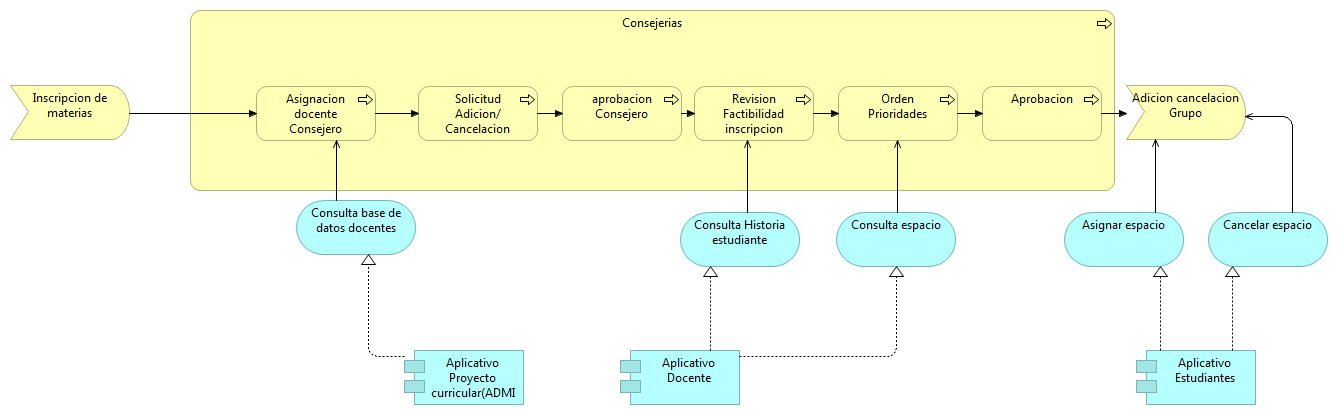 Consejerias
Inscripcion de
materias
Asignacion
docente
Consejero
Solicitud
Adicion/
Cancelacion
aprobacion
Consejero
Revision
Factibilidad
inscripcion
Orden
Prioridades
Aprobacion
Adicion cancelacion
Grupo
Consulta base de
datos docentes
Consulta Historia
estudiante
Consulta espacio
Asignar espacio
Cancelar espacio
Aplicativo
Proyecto
curricular(ADMI
Aplicativo
Docente
Aplicativo
Estudiantes